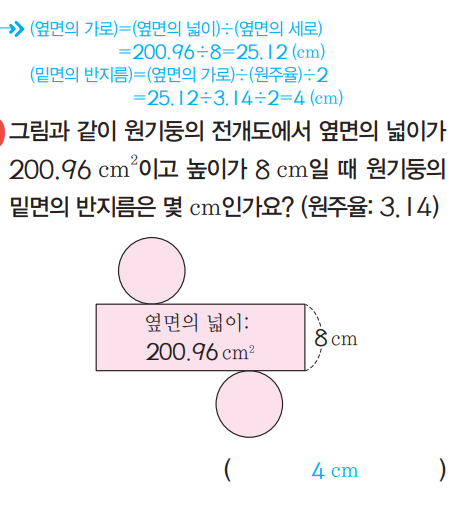 (옆면의 가로)=(옆면의 넓이)÷(옆면의 세로)
=200.96÷8=25.12 (cm)
(밑면의 반지름)=(옆면의 가로)÷(원주율)÷2
=25.12÷3.14÷2=4 (cm)
그림과 같이 원기둥의 전개도에서 옆면의 넓이가
200.96 cm²이고 높이가 8 cm일 때 원기둥의
밑면의 반지름은 몇 cm인가요? (원주율: 3.14)
옆면의 넓이:
200.96 cm²
8 cm
( 4 cm )